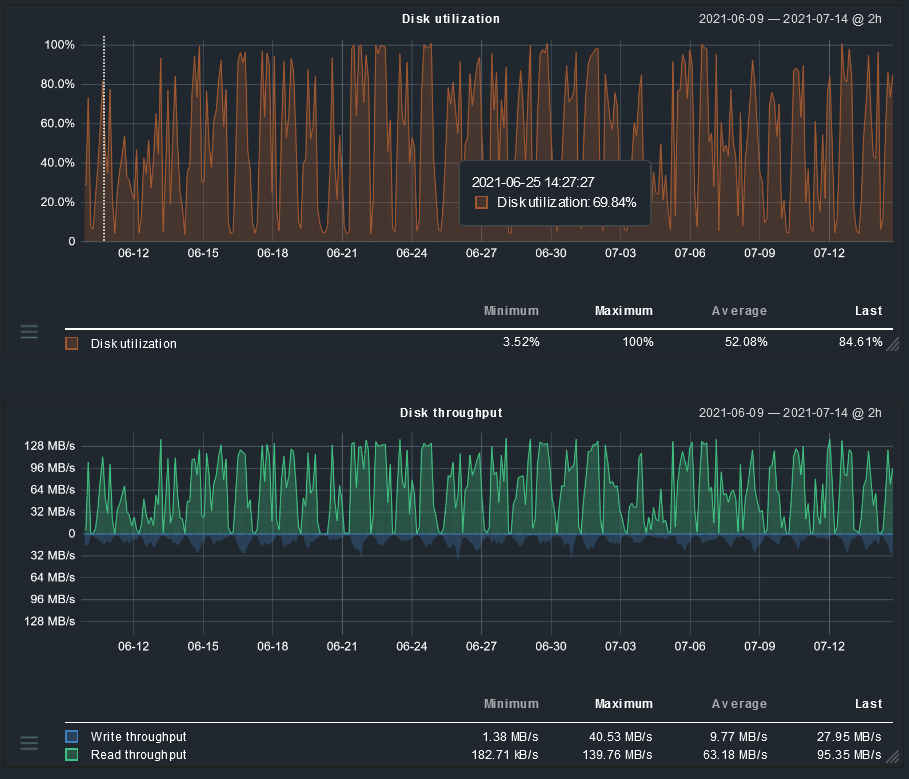 Disk utilization 2021-06-09 — 2021-07-14 @ 2h
100%
80.0%
60.0%
40.0%
20.0%
0
2021-06-25 14:27:27
Disk utilization: 69.84%
06-12 06-15 06-18 06-21 06-24 06-27 06-30 07-03 07-06 07-09 07-12
Minimum Maximum Average Last
Disk utilization 3.52% 100% 52.08% 84.61%
Disk throughput 2021-06-09 — 2021-07-14 @ 2h
128 MB/s
96 MB/s
64 MB/s
32 MB/s
0
32 MB/s
64 MB/s
96 MB/s
128 MB/s
06-12 06-15 06-18 06-21 06-24 06-27 06-30 07-03 07-06 07-09 07-12
Minimum Maximum Average Last
Write throughput 1.38 MB/s 40.53 MB/s 9.77 MB/s 27.95 MB/s
Read throughput 182.71 kB/s 139.76 MB/s 63.18 MB/s 95.35 MB/s